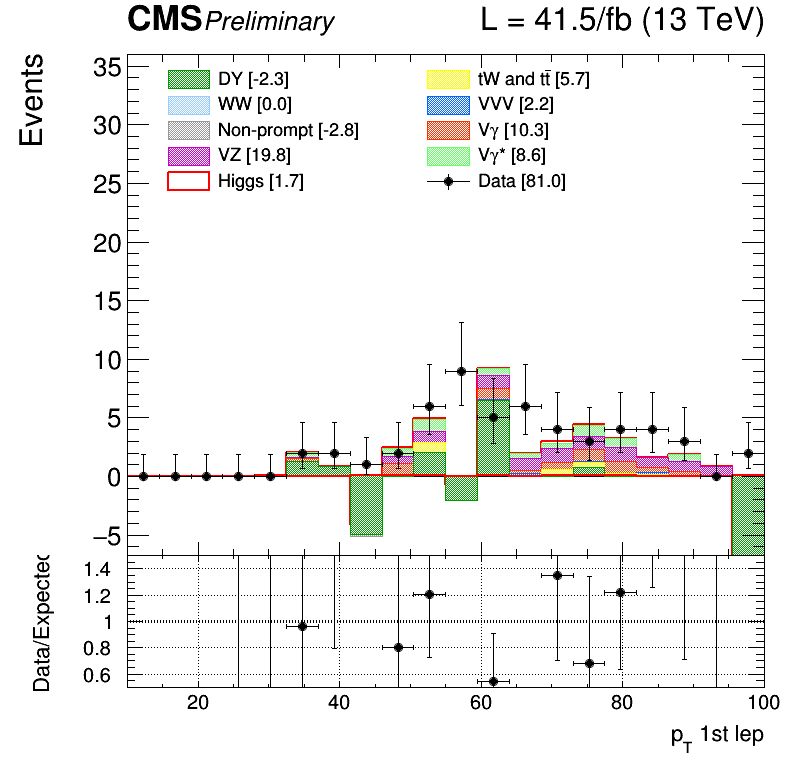 CMS Preliminary L = 41.5/fb (13 TeV)
Events
35
30
25
20
15
10
5
0
−5
DY [-2.3]
WW [0.0]
Non-prompt [-2.8]
VZ [19.8]
Higgs [1.7]
tW and tt̄ [5.7]
VVV [2.2]
Vγ [10.3]
Vγ* [8.6]
Data [81.0]
Data/Expected
1.4
1.2
1
0.8
0.6
20 40 60 80 100
p_T 1st lep